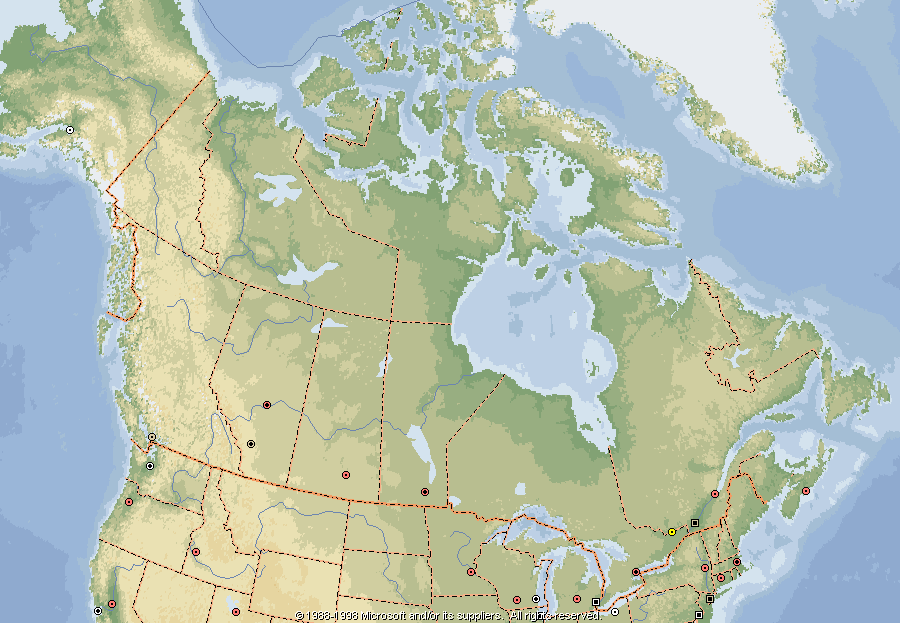 © 1988-1998 Microsoft and/or its suppliers. All rights reserved.